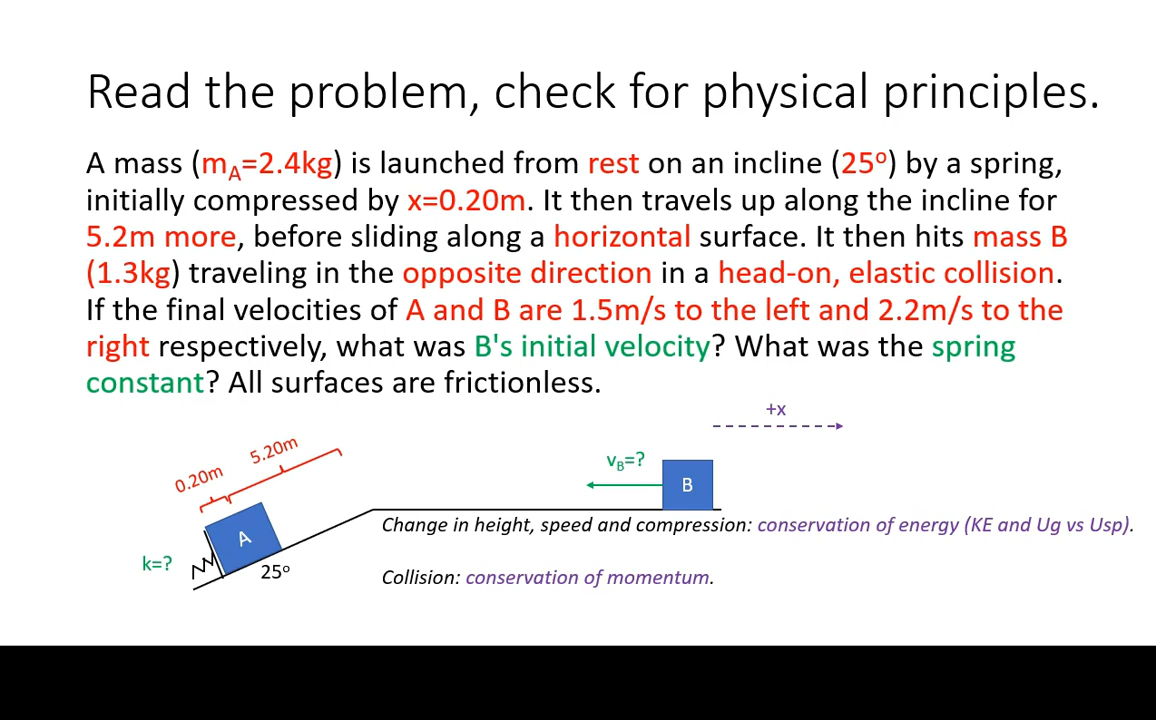 Read the problem, check for physical principles.
A mass (mA=2.4kg) is launched from rest on an incline (25º) by a spring,
initially compressed by x=0.20m. It then travels up along the incline for
5.2m more, before sliding along a horizontal surface. It then hits mass B
(1.3kg) traveling in the opposite direction in a head-on, elastic collision.
If the final velocities of A and B are 1.5m/s to the left and 2.2m/s to the
right respectively, what was B's initial velocity? What was the spring
constant? All surfaces are frictionless.
+x
5.20m
0.20m
vB=?
B
A
k=?
25º
Change in height, speed and compression: conservation of energy (KE and Ug vs Usp).
Collision: conservation of momentum.